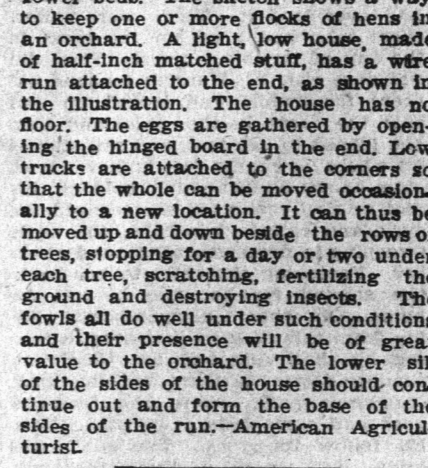 to keep one or more flocks of hens in
an orchard. A light, low house, made
of half-inch matched stuff, has a wire
run attached to the end, as shown in
the illustration. The house has no
floor. The eggs are gathered by open-
ing the hinged board in the end. Low
trucks are attached to the corners so
that the whole can be moved occasion-
ally to a new location. It can thus be
moved up and down beside the rows o
trees, stopping for a day or two under
each tree, scratching, fertilizing the
ground and destroying insects. The
fowls all do well under such conditions
and their presence will be of great
value to the orchard. The lower sill
of the sides of the house should con-
tinue out and form the base of the
sides of the run.—American Agricul
turist.